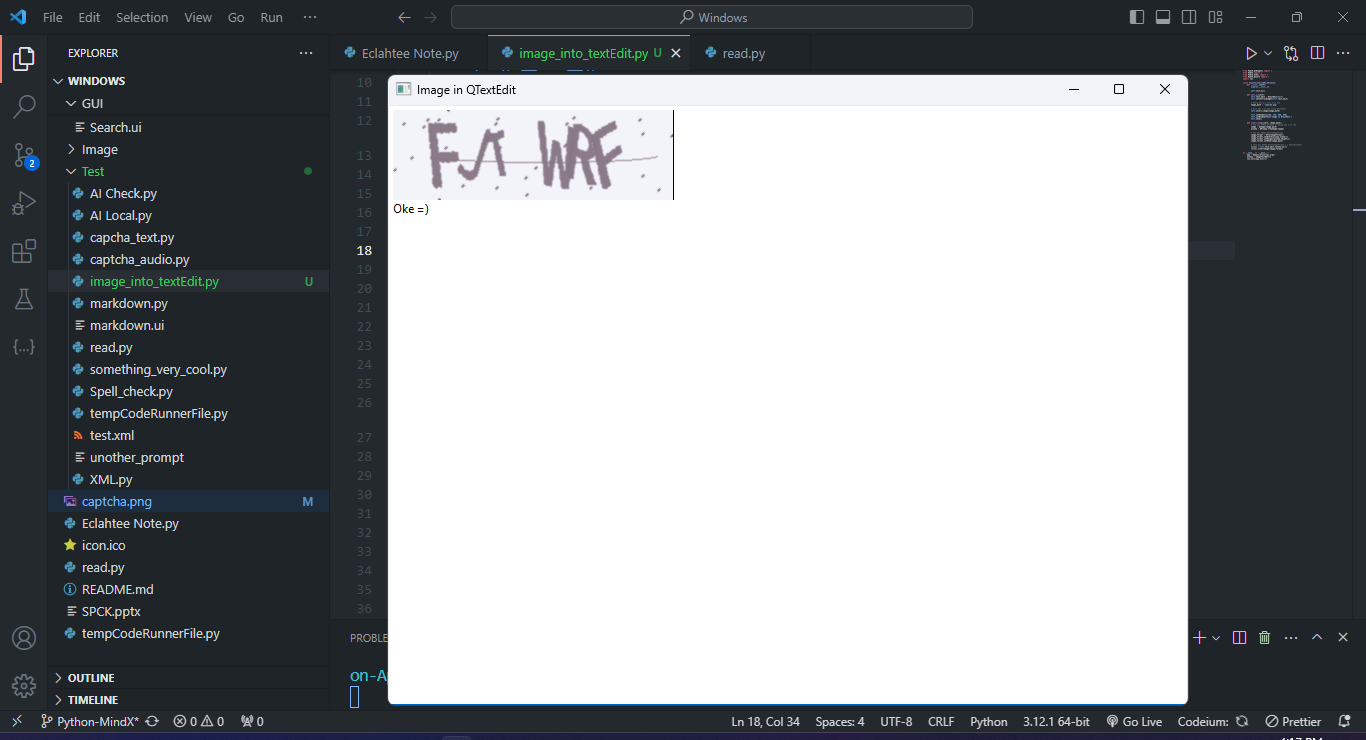 File Edit Selection View Go Run ··· Windows
EXPLORER
WINDOWS
GUI
Search.ui
Image
Test
AI Check.py
AI Local.py
capcha_text.py
captcha_audio.py
image_into_textEdit.py U
markdown.py
markdown.ui
read.py
something_very_cool.py
Spell_check.py
tempCodeRunnerFile.py
test.xml
unother_prompt
XML.py
captcha.png M
Eclahtee Note.py
icon.ico
read.py
README.md
SPCK.pptx
tempCodeRunnerFile.py
OUTLINE
TIMELINE
2
Eclahtee Note.py image_into_textEdit.py U read.py
10
11
12
13
14
15
16
17
18
19
20
21
22
23
24
25
26
27
28
29
30
31
32
33
34
35
36
Image in QTextEdit
Oke =)
PROBLE
on-A
Python-MindX* 0 0 0 Ln 18, Col 34 Spaces: 4 UTF-8 CRLF Python 3.12.1 64-bit Go Live Codeium: Prettier